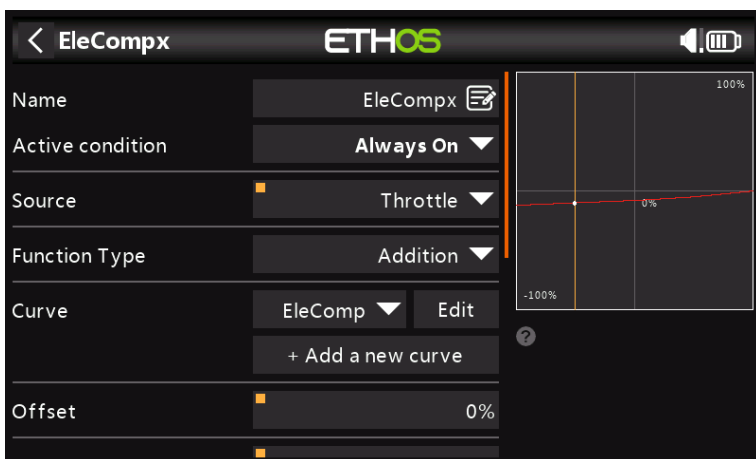 EleCompx
ETHOS
Name
EleCompx
Active condition
Always On
Source
Throttle
Function Type
Addition
Curve
EleComp
Edit
+ Add a new curve
Offset
0%
100%
0%
-100%
?